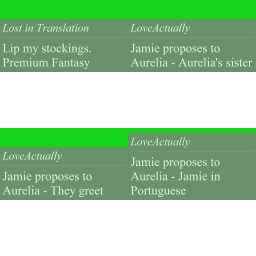 Lost in Translation
Lip my stockings.
Premium Fantasy
LoveActually
Jamie proposes to
Aurelia - Aurelia's sister
LoveActually
Jamie proposes to
Aurelia - They greet
LoveActually
Jamie proposes to
Aurelia - Jamie in
Portuguese